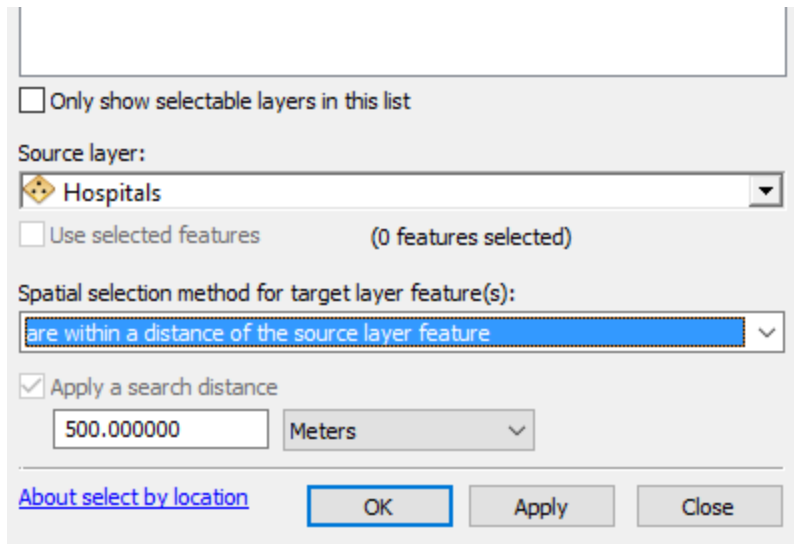 Only show selectable layers in this list
Source layer:
Hospitals
Use selected features (0 features selected)
Spatial selection method for target layer feature(s):
are within a distance of the source layer feature
Apply a search distance
500.000000 Meters
About select by location OK Apply Close